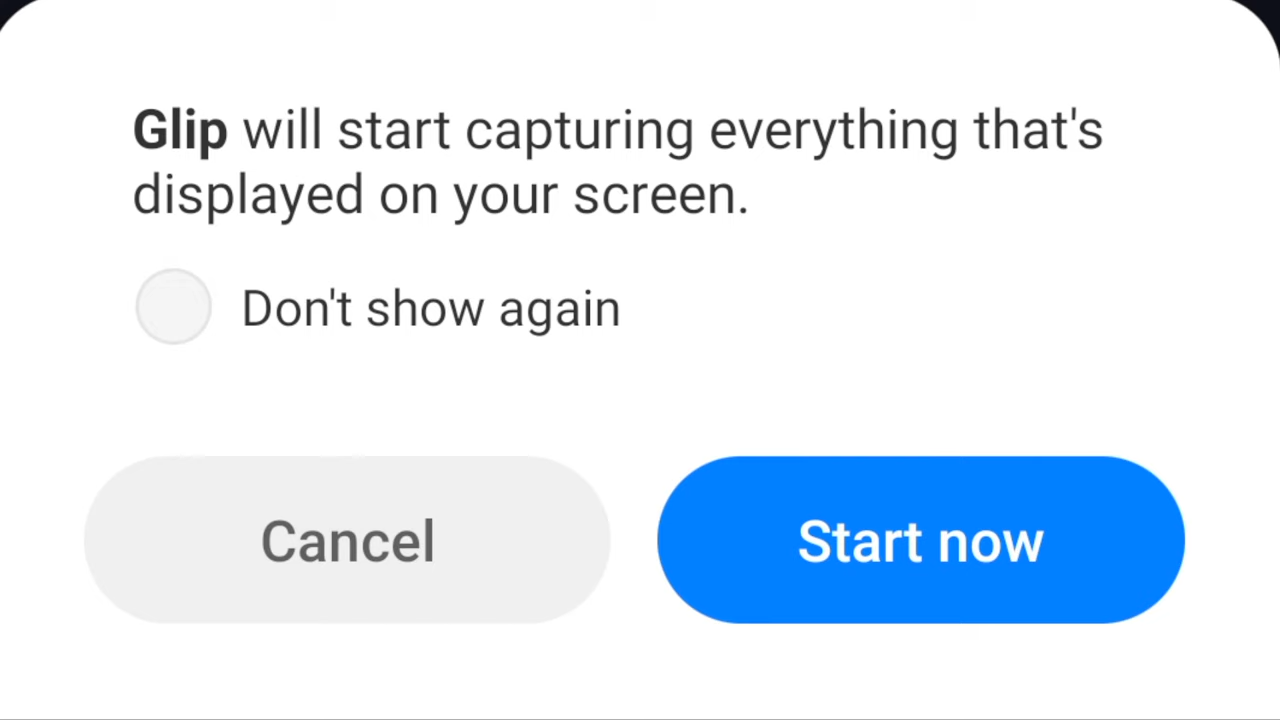 Glip will start capturing everything that's
displayed on your screen.
Don't show again
Cancel
Start now